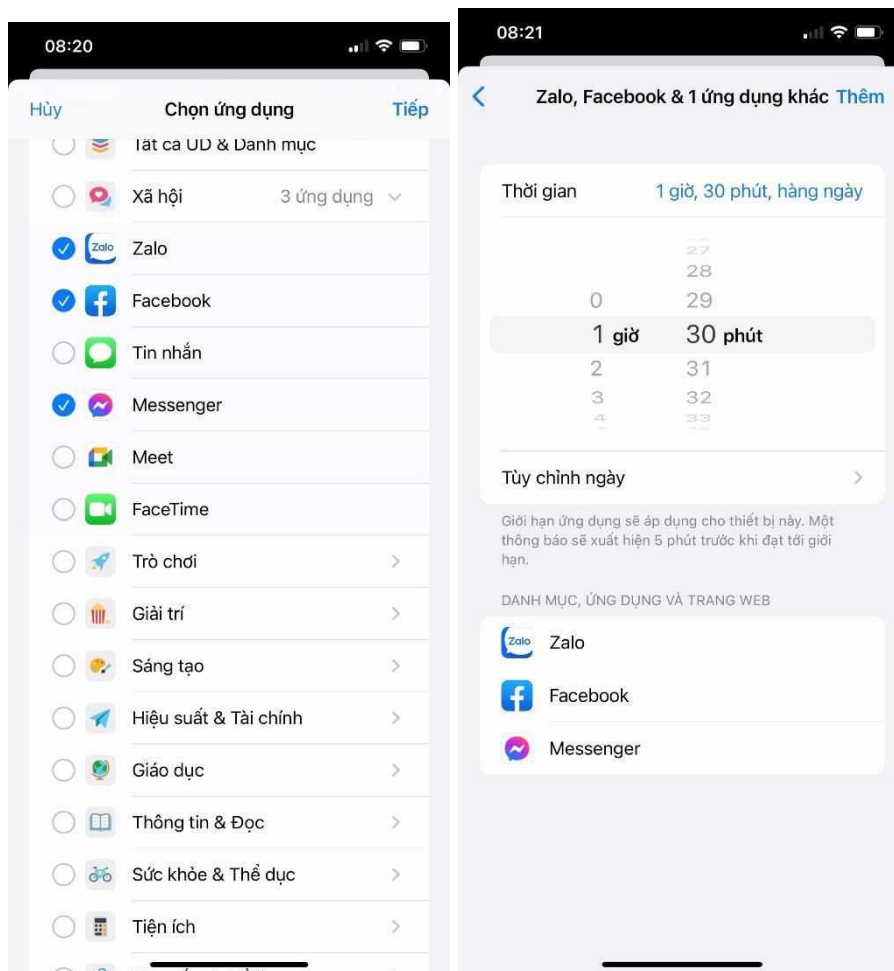 08:20
Hủy
Chọn ứng dụng
Tiếp
Tất cả UD & Danh mục
Xã hội
3 ứng dụng
Zalo
Zalo
Facebook
Tin nhắn
Messenger
Meet
FaceTime
Trò chơi
Giải trí
Sáng tạo
Hiệu suất & Tài chính
Giáo dục
Thông tin & Đọc
Sức khỏe & Thể dục
Tiện ích
08:21
Zalo, Facebook & 1 ứng dụng khác
Thêm
Thời gian
1 giờ, 30 phút, hàng ngày
27
28
0 29
1 giờ 30 phút
2 31
3 32
4 33
Tùy chỉnh ngày
Giới hạn ứng dụng sẽ áp dụng cho thiết bị này. Một
thông báo sẽ xuất hiện 5 phút trước khi đạt tới giới
hạn.
DANH MỤC, ỨNG DỤNG VÀ TRANG WEB
Zalo
Zalo
Facebook
Messenger